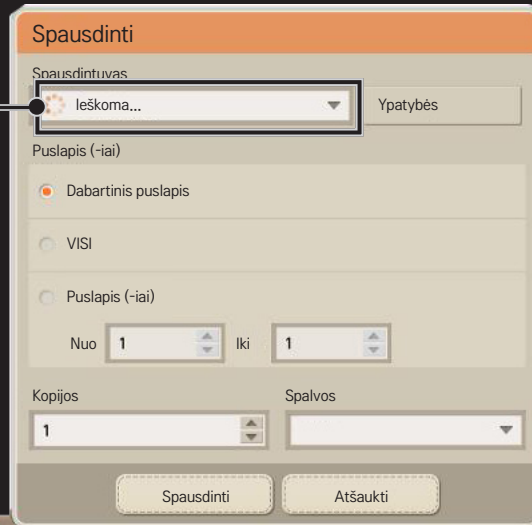 Spausdinti
Spausdintuvas
Ieškoma...
Ypatybės
Puslapis (-iai)
Dabartinis puslapis
VISI
Puslapis (-iai)
Nuo 1 Iki 1
Kopijos Spalvos
1
Spausdinti Atšaukti